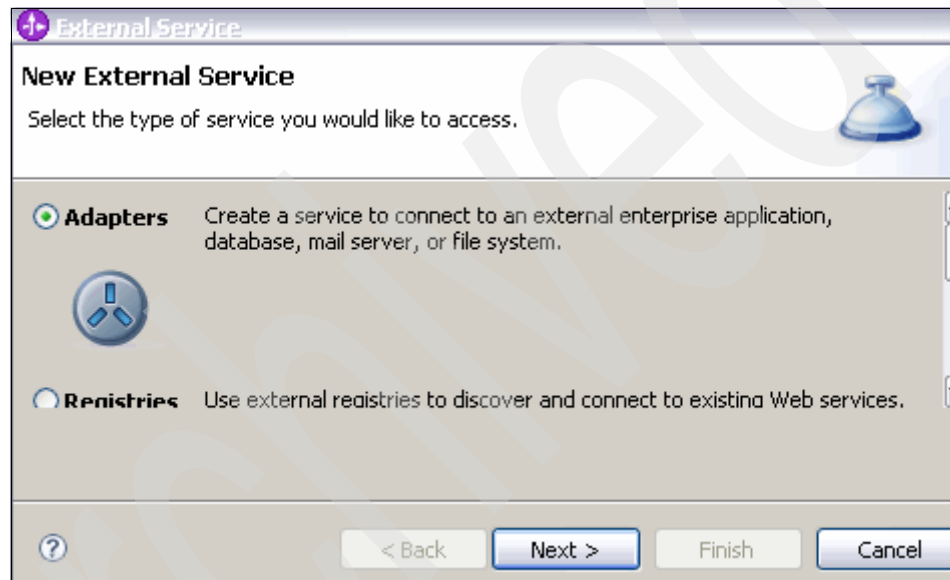 External Service
New External Service
Select the type of service you would like to access.
Adapters Create a service to connect to an external enterprise application,
database, mail server, or file system.
Registries Use external registries to discover and connect to existing Web services.
? < Back Next > Finish Cancel